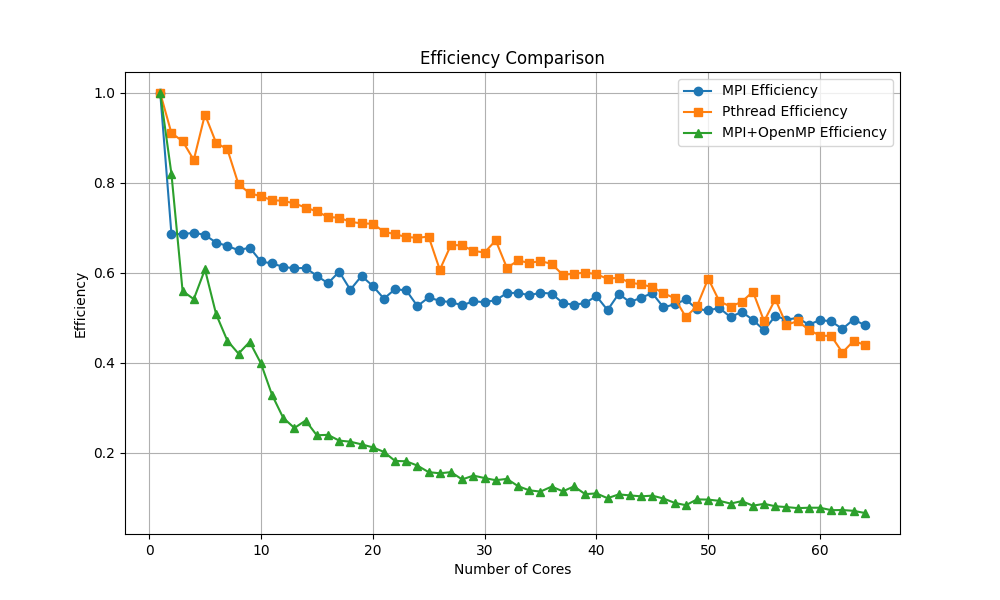 Efficiency Comparison
MPI Efficiency
Pthread Efficiency
MPI+OpenMP Efficiency
Efficiency
1.0
0.8
0.6
0.4
0.2
0 10 20 30 40 50 60
Number of Cores